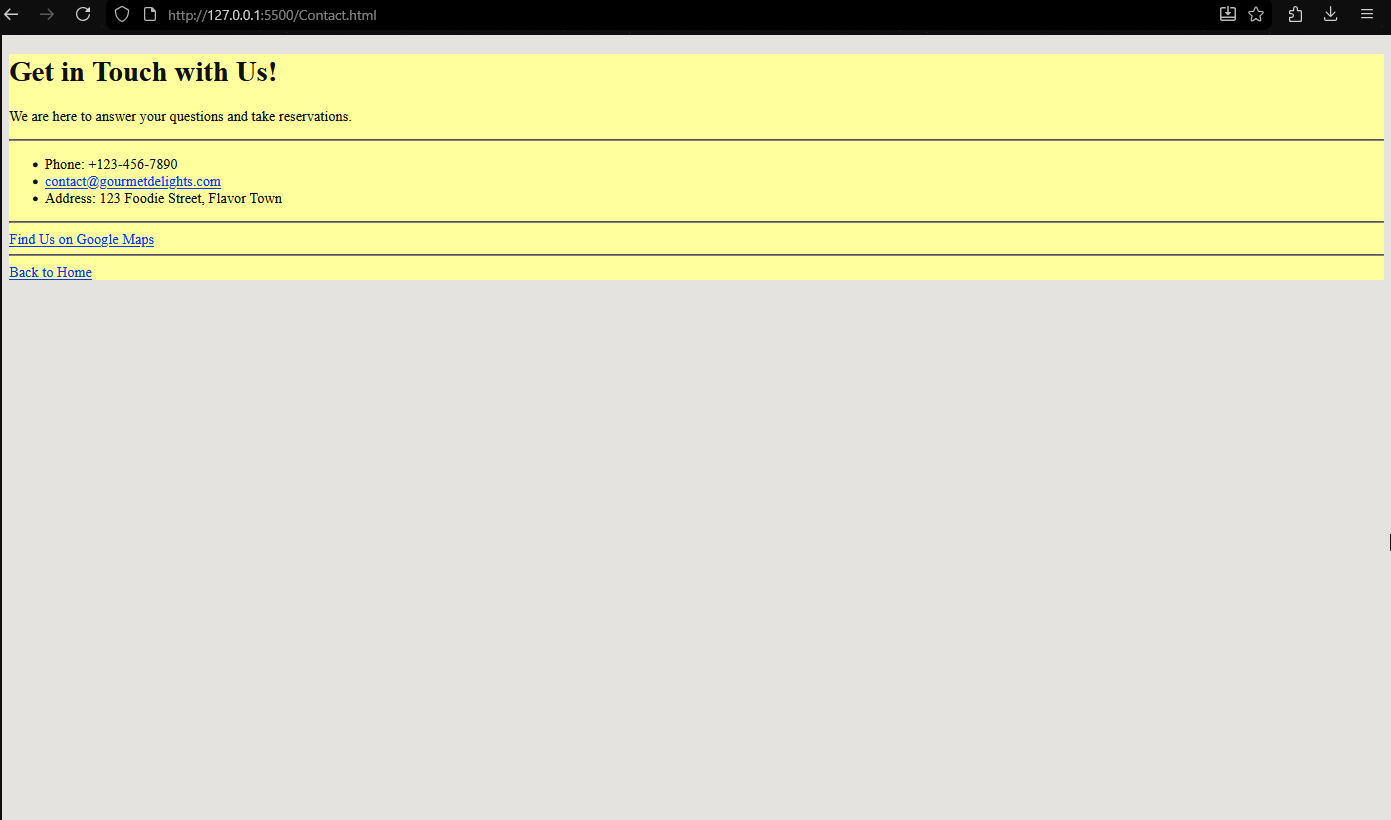 http://127.0.0.1:5500/Contact.html
Get in Touch with Us!
We are here to answer your questions and take reservations.
Phone: +123-456-7890
contact@gourmetdelights.com
Address: 123 Foodie Street, Flavor Town
Find Us on Google Maps
Back to Home